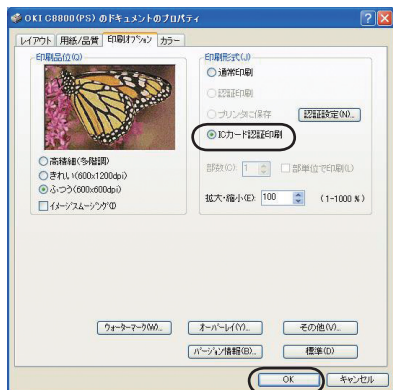 OKI C8800(PS) のドキュメントのプロパティ
レイアウト 用紙/品質 印刷オプション カラー
印刷品位(Q)
高精細(多階調)
きれい(600x1200dpi)
ふつう(600x600dpi)
イメージスムージング(I)
印刷形式(J)
通常印刷
認証印刷
プリンタに保存 認証設定(N)...
ICカード認証印刷
部数(C): 1 部単位で印刷(L)
拡大・縮小(E): 100 (1-1000 %)
ウォーターマーク(W)... オーバーレイ(Y)... その他(V)...
バージョン情報(B)... 標準(D)
OK キャンセル